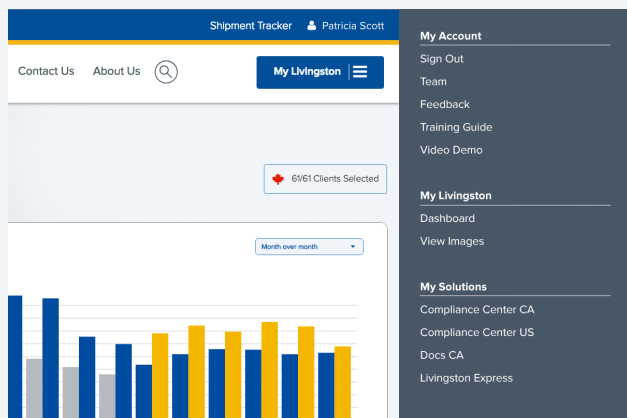 Shipment Tracker Patricia Scott
Contact Us About Us My Livingston
61/61 Clients Selected
Month over month
My Account
Sign Out
Team
Feedback
Training Guide
Video Demo
My Livingston
Dashboard
View Images
My Solutions
Compliance Center CA
Compliance Center US
Docs CA
Livingston Express